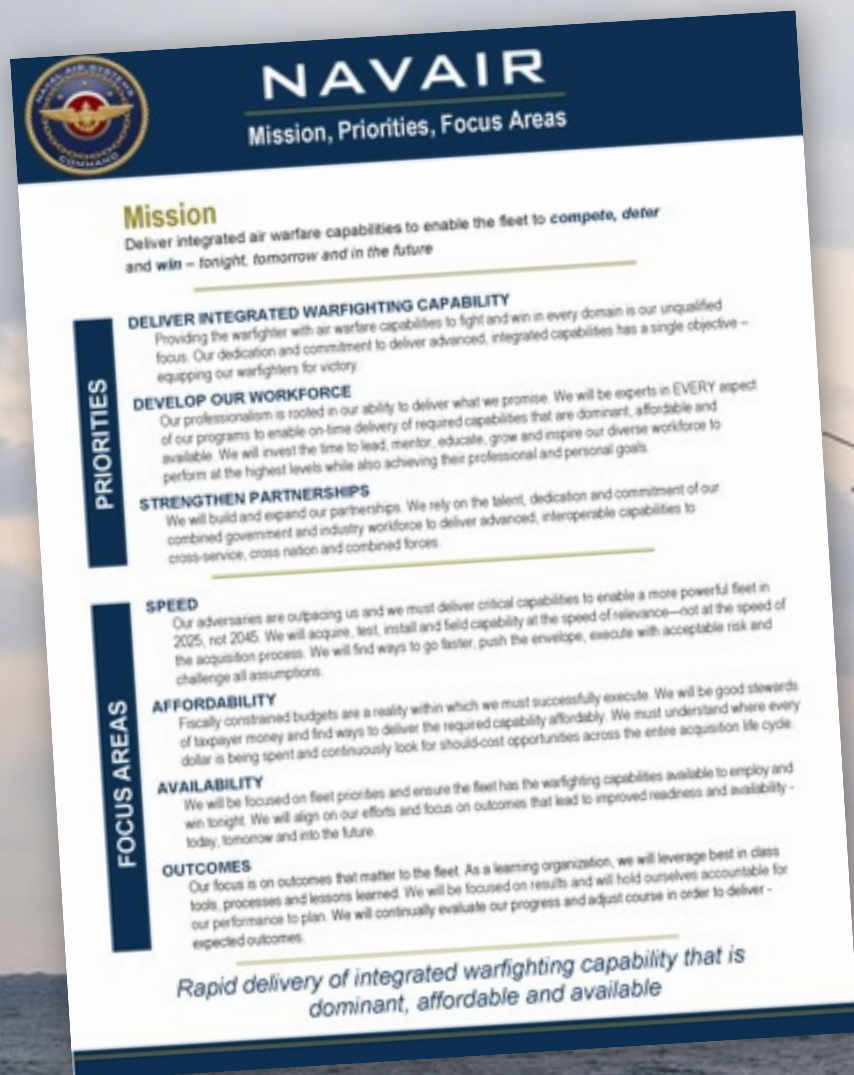 NAVAL AIR SYSTEMS
COMMAND
NAVAIR
Mission, Priorities, Focus Areas
Mission
Deliver integrated air warfare capabilities to enable the fleet to compete, deter
and win – tonight, tomorrow and in the future
PRIORITIES
DELIVER INTEGRATED WARFIGHTING CAPABILITY
Providing the warfighter with air warfare capabilities to fight and win in every domain is our unqualified
focus. Our dedication and commitment to deliver advanced, integrated capabilities has a single objective –
equipping our warfighters for victory.
DEVELOP OUR WORKFORCE
Our professionalism is rooted in our ability to deliver what we promise. We will be experts in EVERY aspect
of our programs to enable on-time delivery of required capabilities that are dominant, affordable and
available. We will invest the time to lead, mentor, educate, grow and inspire our diverse workforce to
perform at the highest levels while also achieving their professional and personal goals.
STRENGTHEN PARTNERSHIPS
We will build and expand our partnerships. We rely on the talent, dedication and commitment of our
combined government and industry workforce to deliver advanced, interoperable capabilities to
cross-service, cross nation and combined forces.
FOCUS AREAS
SPEED
Our adversaries are outpacing us and we must deliver critical capabilities to enable a more powerful fleet in
2025, not 2045. We will acquire, test, install and field capability at the speed of relevance—not at the speed of
the acquisition process. We will find ways to go faster, push the envelope, execute with acceptable risk and
challenge all assumptions.
AFFORDABILITY
Fiscally constrained budgets are a reality within which we must successfully execute. We will be good stewards
of taxpayer money and find ways to deliver the required capability affordably. We must understand where every
dollar is being spent and continuously look for should-cost opportunities across the entire acquisition life cycle.
AVAILABILITY
We will be focused on fleet priorities and ensure the fleet has the warfighting capabilities available to employ and
win tonight. We will align on our efforts and focus on outcomes that lead to improved readiness and availability -
today, tomorrow and into the future.
OUTCOMES
Our focus is on outcomes that matter to the fleet. As a learning organization, we will leverage best in class
tools, processes and lessons learned. We will be focused on results and will hold ourselves accountable for
our performance to plan. We will continually evaluate our progress and adjust course in order to deliver -
expected outcomes.
Rapid delivery of integrated warfighting capability that is
dominant, affordable and available